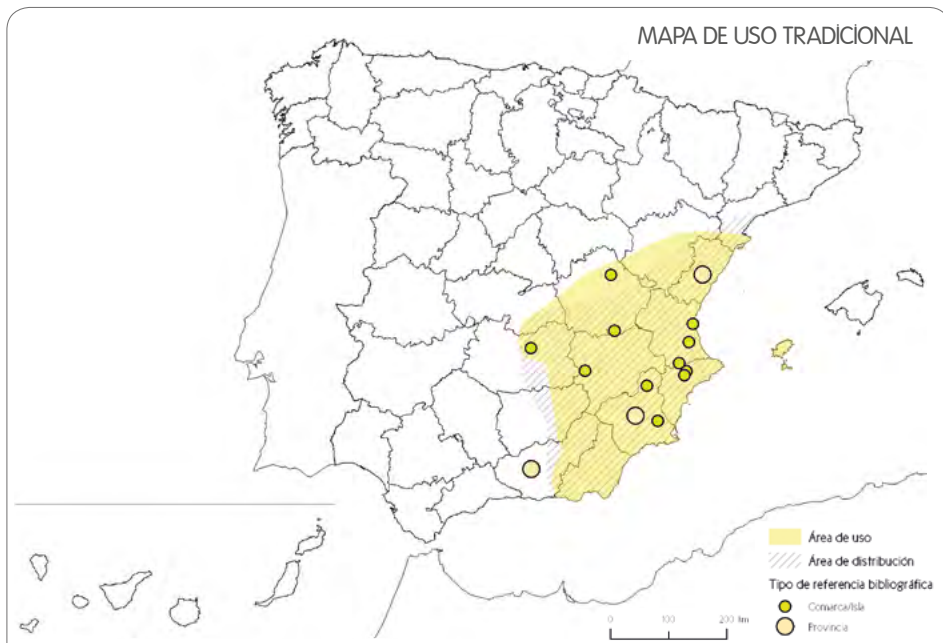 MAPA DE USO TRADICIONAL
Área de uso
Área de distribución
Tipo de referencia bibliográfica
Comarca/Isla
Provincia
0 100 200 km